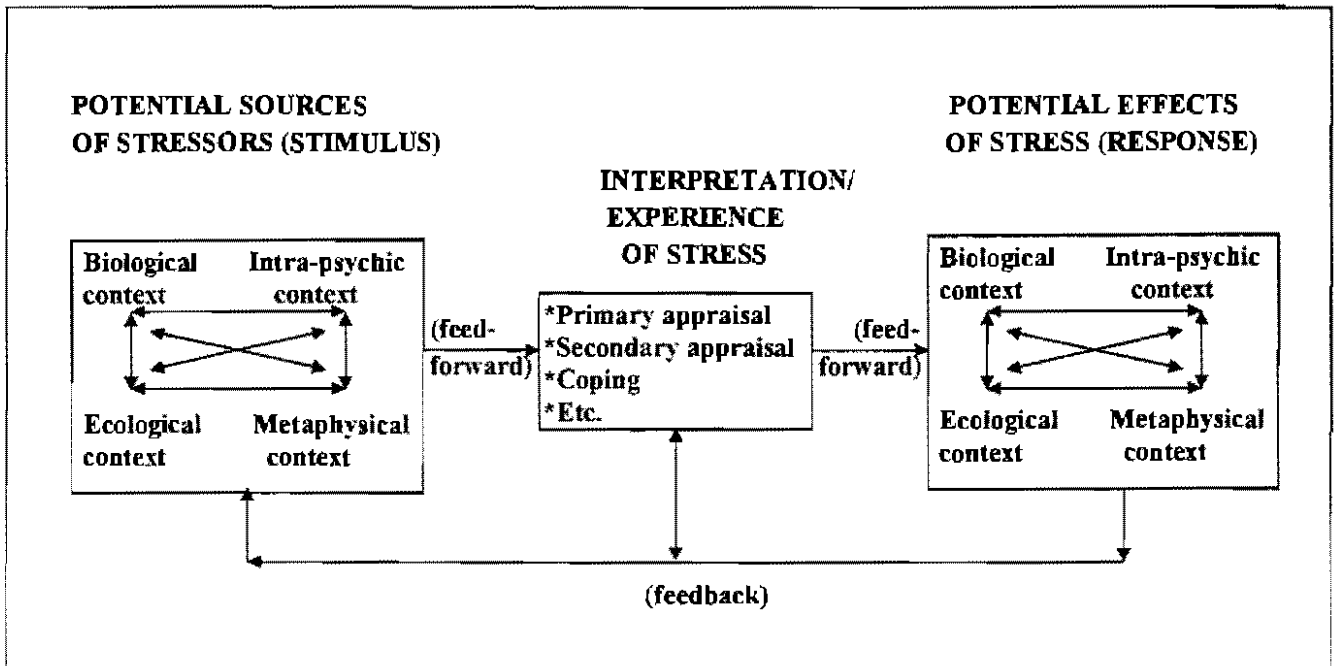 POTENTIAL SOURCES
OF STRESSORS (STIMULUS)
POTENTIAL EFFECTS
OF STRESS (RESPONSE)
INTERPRETATION/
EXPERIENCE
OF STRESS
Biological Intra-psychic
context context
Ecological Metaphysical
context context
(feed-
forward)
*Primary appraisal
*Secondary appraisal
*Coping
*Etc.
(feed-
forward)
Biological Intra-psychic
context context
Ecological Metaphysical
context context
(feedback)